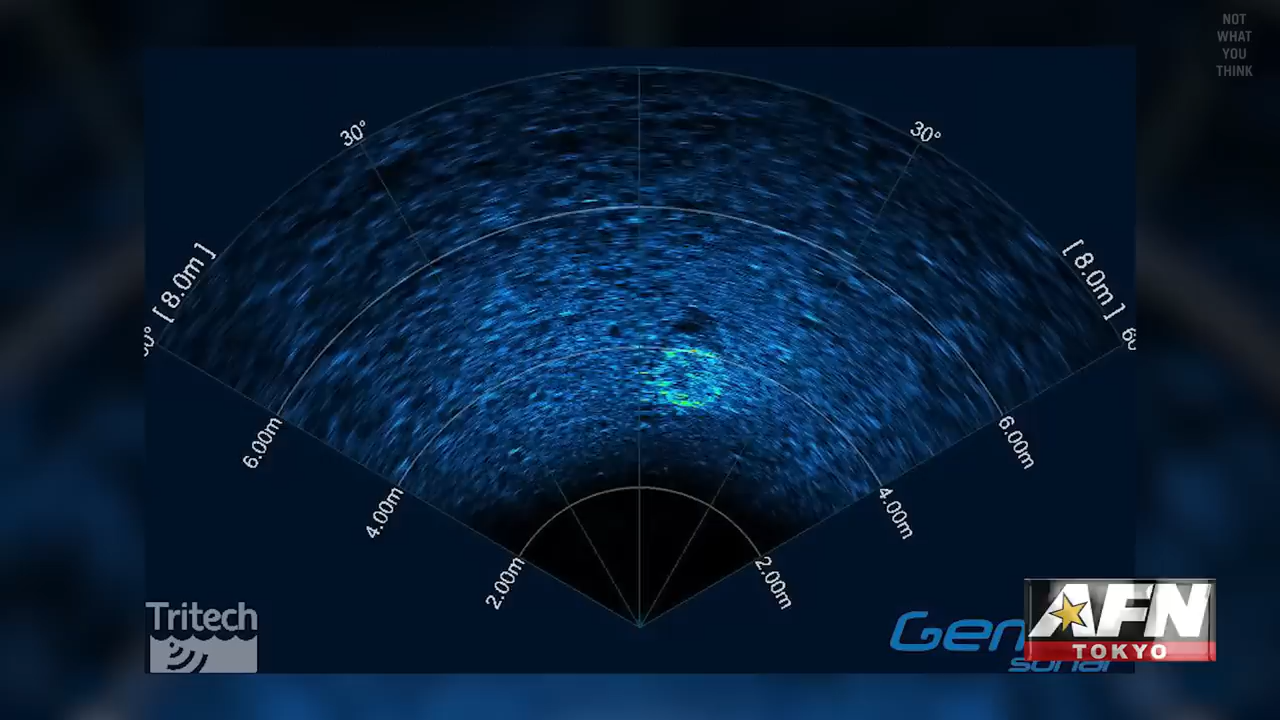 NOT
WHAT
YOU
THINK
30°
30°
[ 8.0m ]
[ 8.0m ]
6.00m
6.00m
4.00m
4.00m
2.00m
2.00m
Tritech
AFN
TOKYO